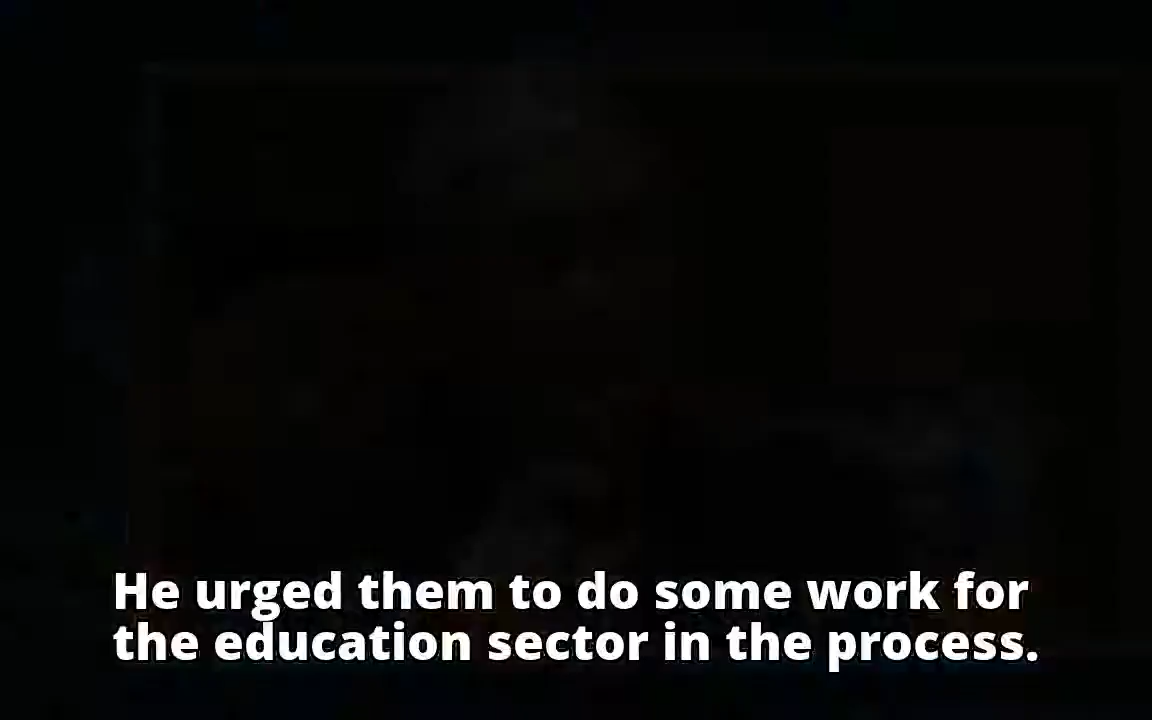 He urged them to do some work for
the education sector in the process.